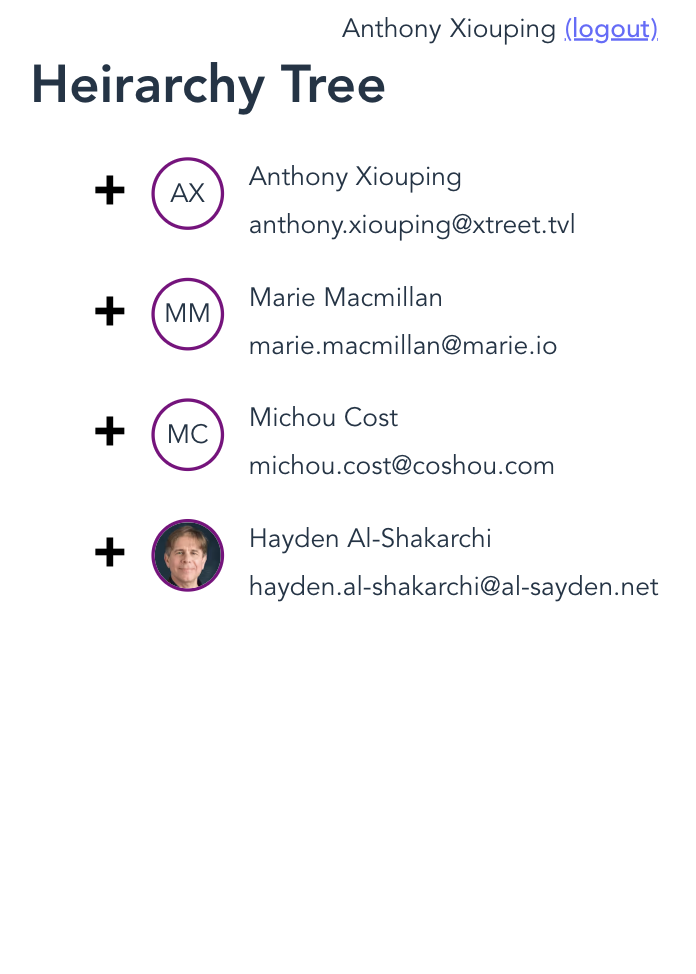 Anthony Xiouping (logout)
Heirarchy Tree
+ AX Anthony Xiouping
anthony.xiouping@xtreet.tvl
+ MM Marie Macmillan
marie.macmillan@marie.io
+ MC Michou Cost
michou.cost@coshou.com
+ Hayden Al-Shakarchi
hayden.al-shakarchi@al-sayden.net